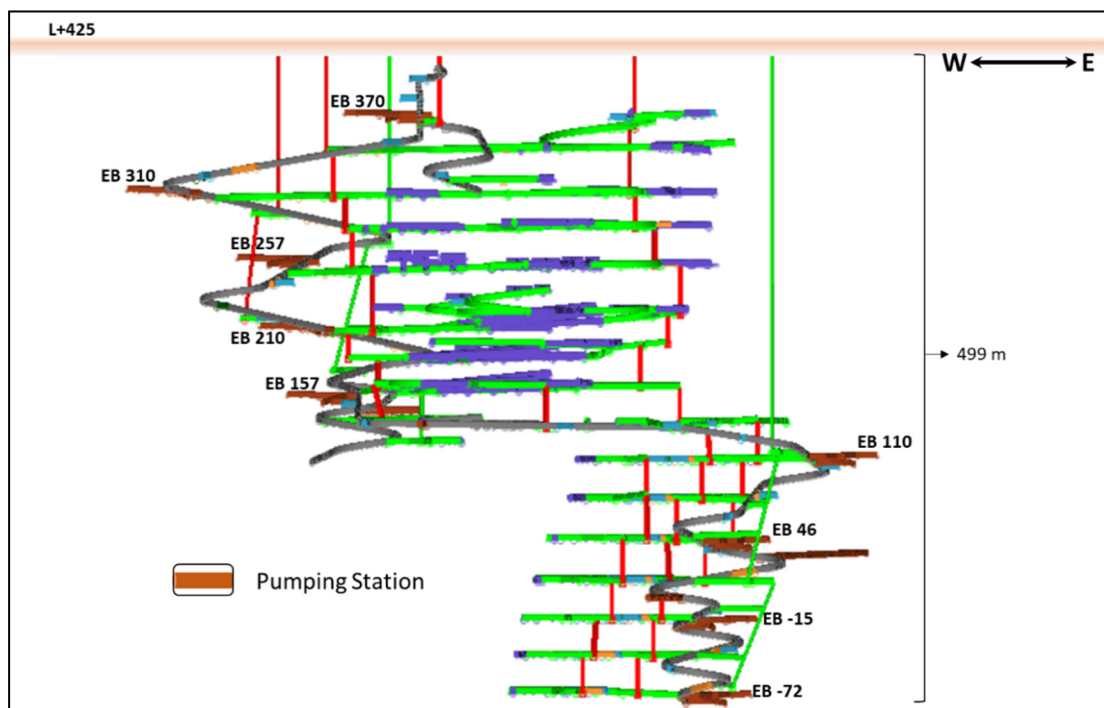 L+425
W E
EB 370
EB 310
EB 257
EB 210
499 m
EB 157
EB 110
EB 46
Pumping Station
EB -15
EB -72